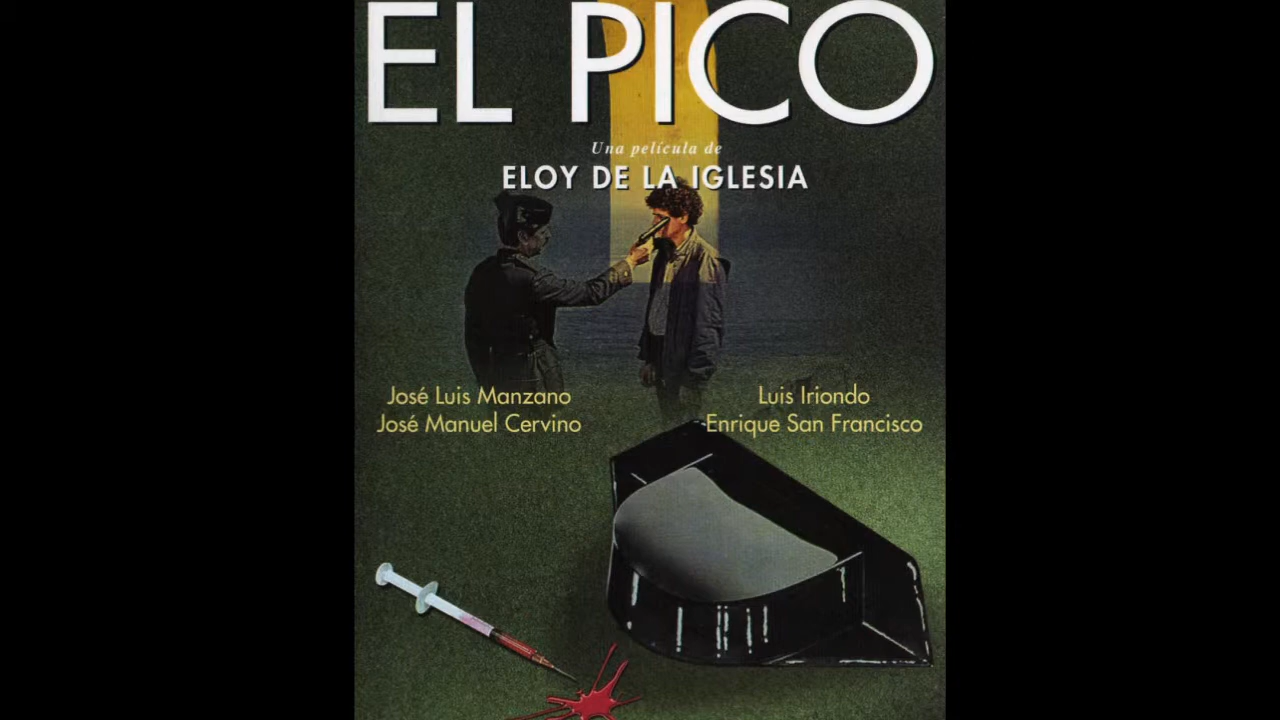 EL PICO
Una película de
ELOY DE LA IGLESIA
José Luis Manzano
José Manuel Cervino
Luis Iriondo
Enrique San Francisco